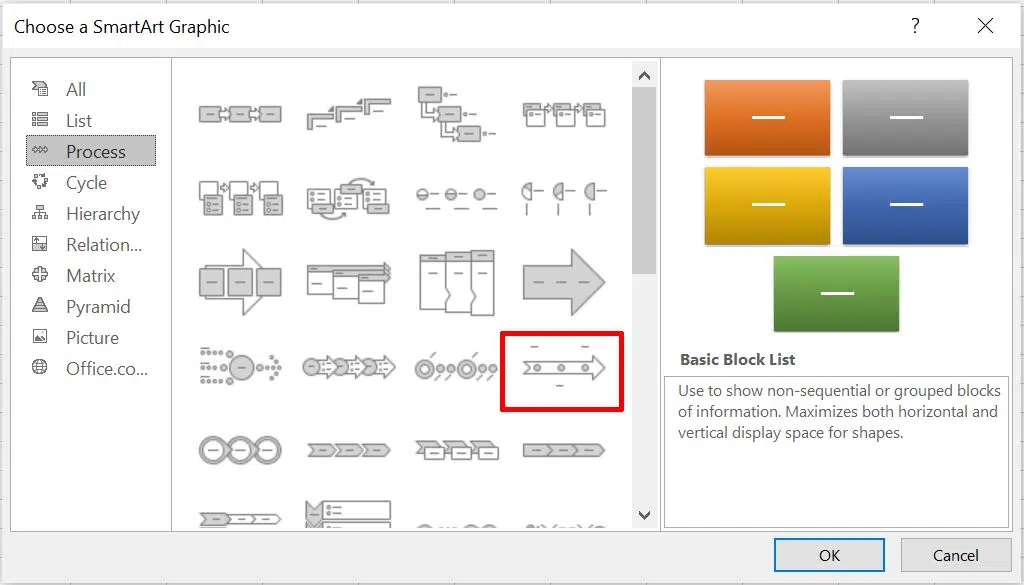 Choose a SmartArt Graphic
?
All
List
Process
Cycle
Hierarchy
Relation...
Matrix
Pyramid
Picture
Office.co...
Basic Block List
Use to show non-sequential or grouped blocks
of information. Maximizes both horizontal and
vertical display space for shapes.
OK
Cancel